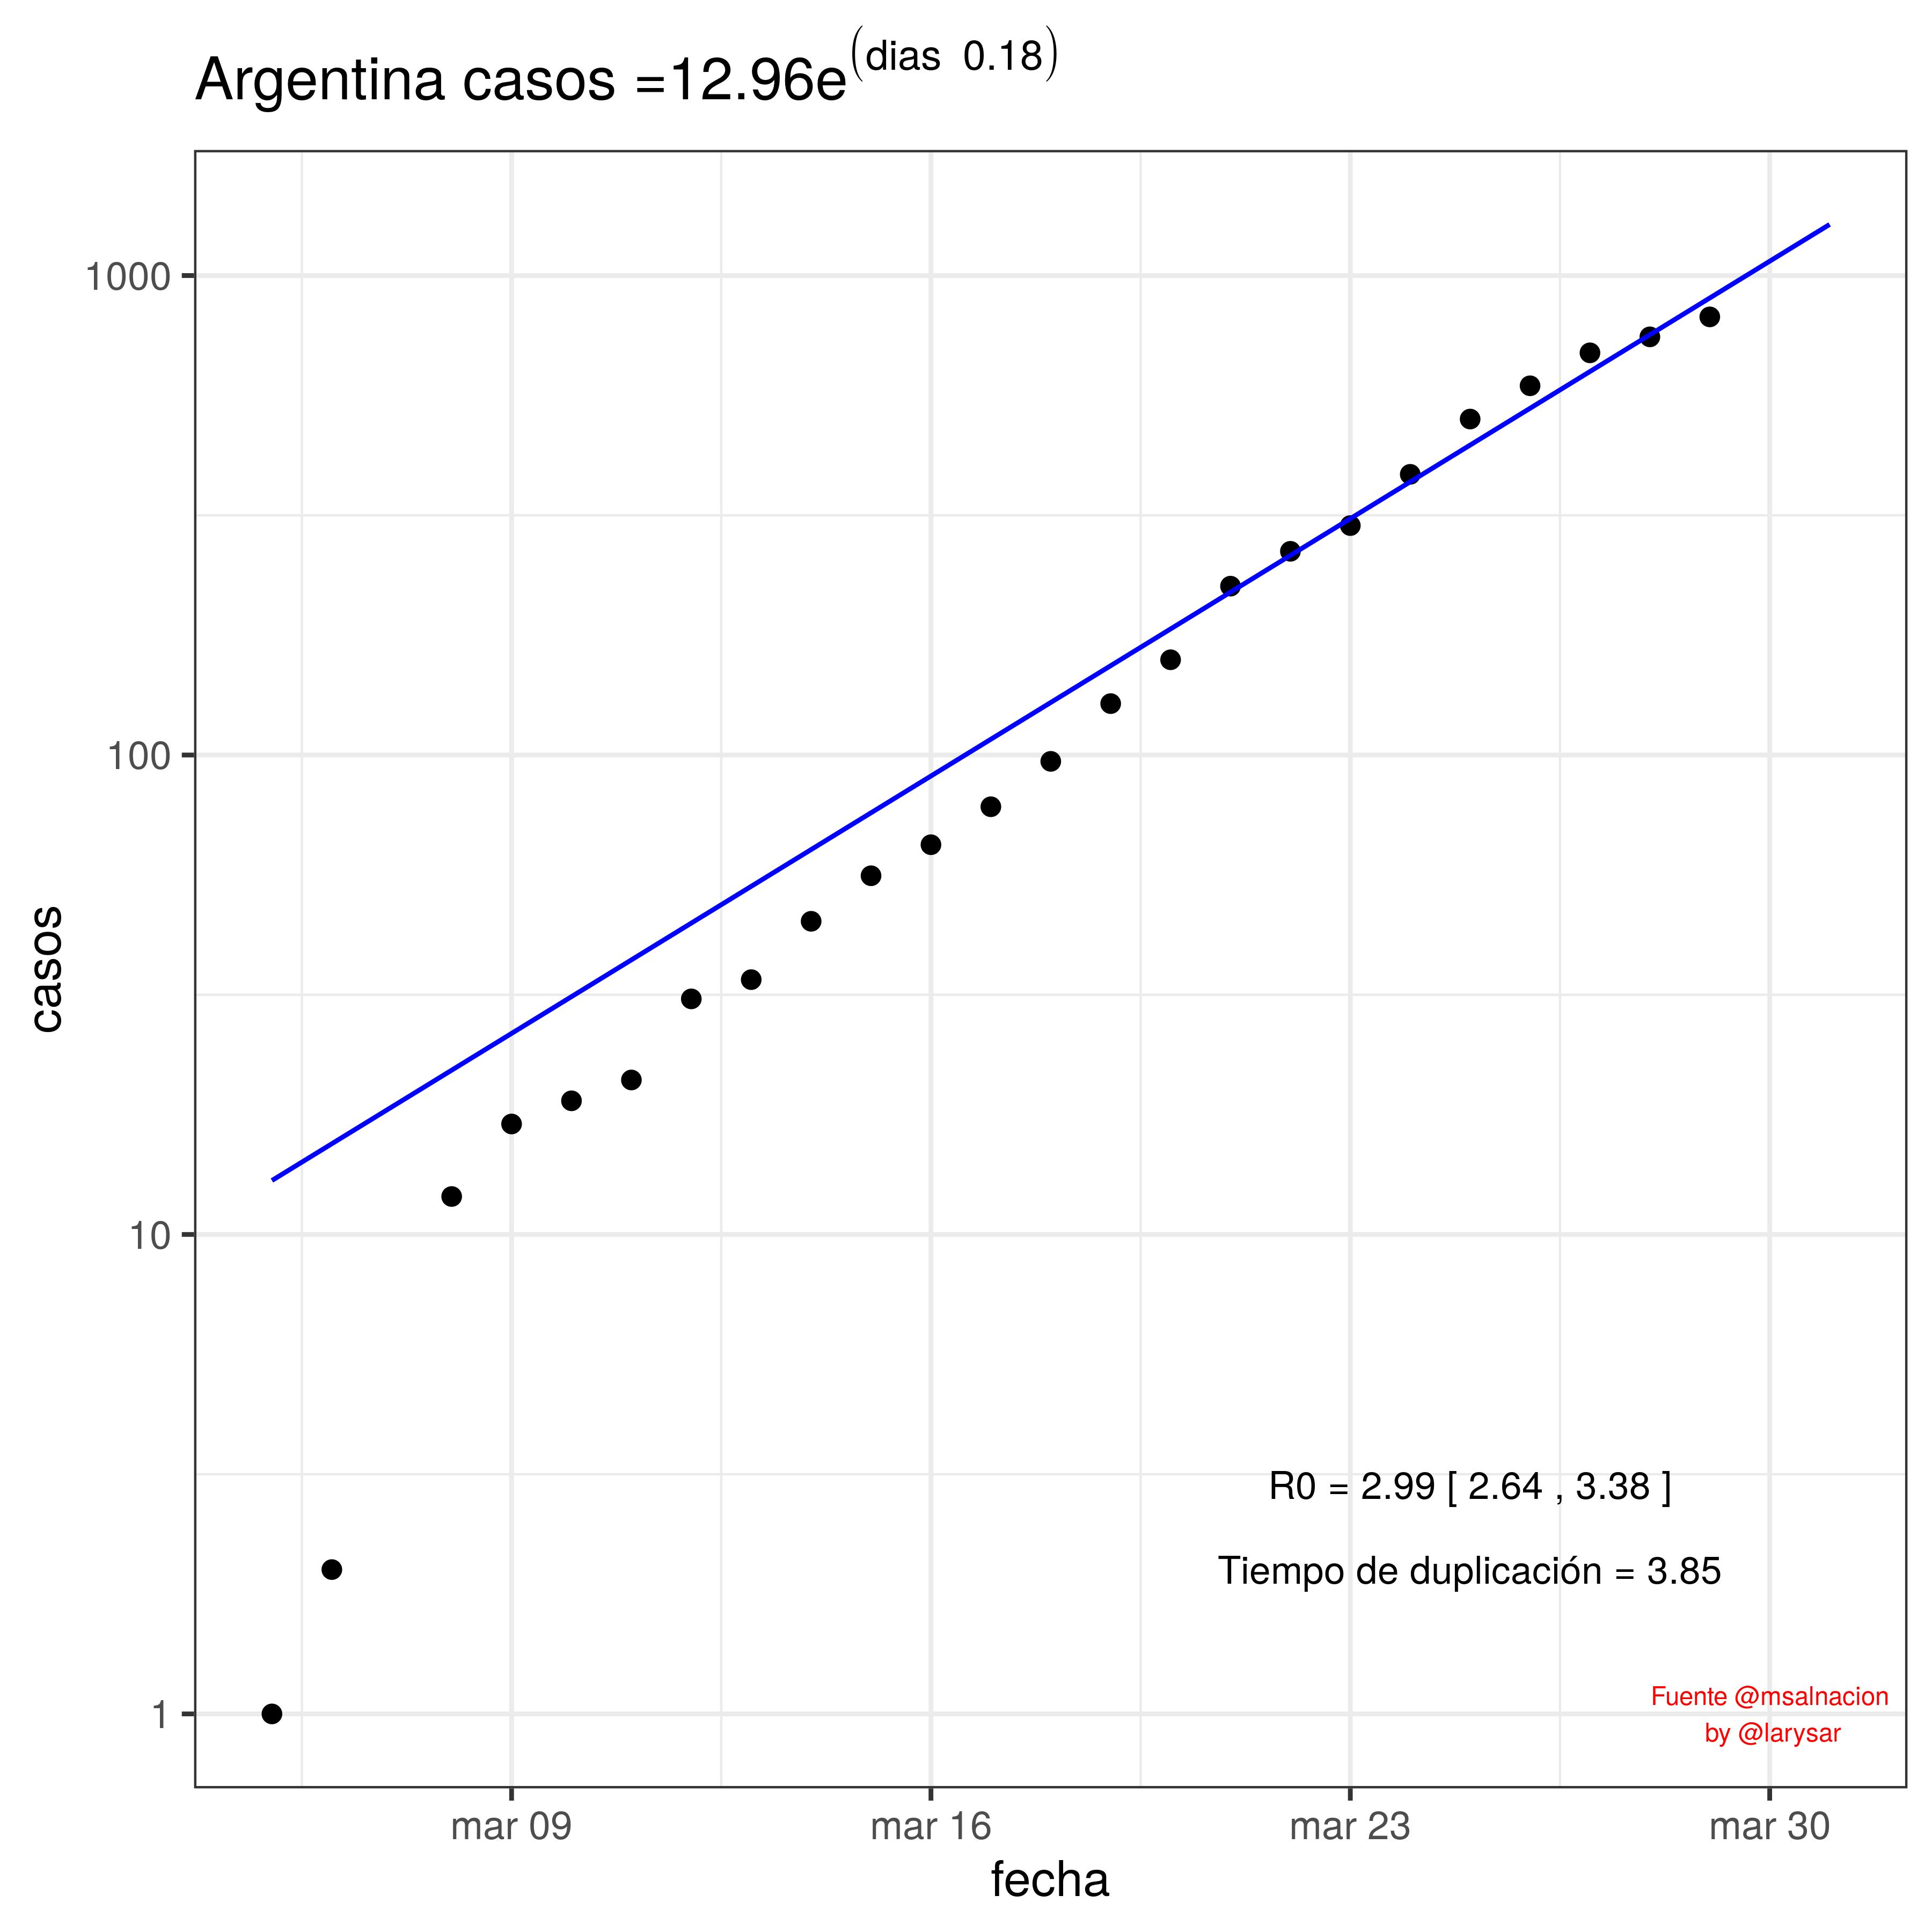 Argentina casos =12.96e(dias 0.18)
1000
100
10
1
casos
R0 = 2.99 [ 2.64 , 3.38 ]
Tiempo de duplicación = 3.85
Fuente @msalnacion
by @larysar
mar 09
mar 16
mar 23
mar 30
fecha